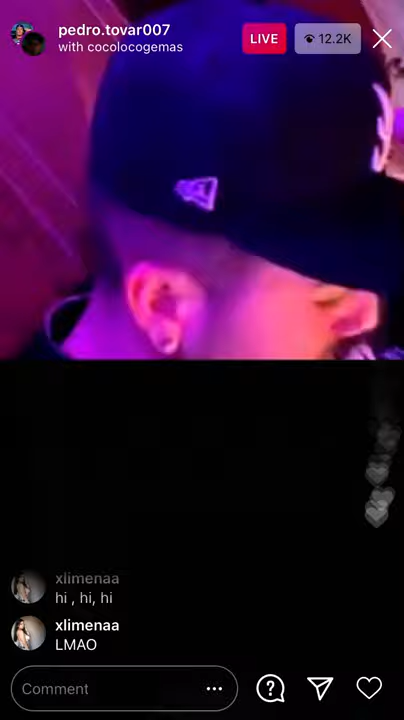 pedro.tovar007
with cocolocogemas
LIVE
12.2K
xlimenaa
hi , hi, hi
xlimenaa
LMAO
Comment